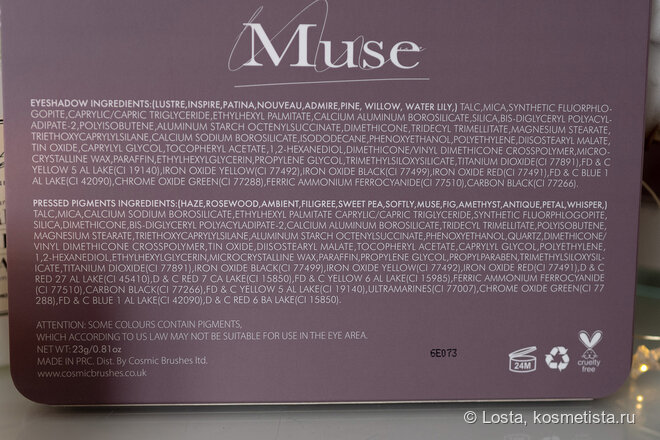 Muse
EYESHADOW INGREDIENTS:(LUSTRE,INSPIRE,PATINA,NOUVEAU,ADMIRE,PINE, WILLOW, WATER LILY,) TALC,MICA,SYNTHETIC FLUORPHLO-
GOPITE,CAPRYLIC/CAPRIC TRIGLYCERIDE,ETHYLHEXYL PALMITATE,CALCIUM ALUMINUM BOROSILICATE,SILICA,BIS-DIGLYCERYL POLYACYL-
ADIPATE-2,POLYISOBUTENE,ALUMINUM STARCH OCTENYLSUCCINATE,DIMETHICONE,TRIDECYL TRIMELLITATE,MAGNESIUM STEARATE,
TRIETHOXYCAPRYLYLSILANE,CALCIUM SODIUM BOROSILICATE,ISODODECANE,PHENOXYETHANOL,POLYETHYLENE,DIISOSTEARYL MALATE,
TIN OXIDE,CAPRYLYL GLYCOL,TOCOPHERYL ACETATE,1,2-HEXANEDIOL,DIMETHICONE/VINYL DIMETHICONE CROSSPOLYMER,MICRO-
CRYSTALLINE WAX,PARAFFIN,ETHYLHEXYLGLYCERIN,PROPYLENE GLYCOL,TRIMETHYLSILOXYSILICATE,TITANIUM DIOXIDE(CI 77891),FD & C
YELLOW 5 AL LAKE(CI 19140),IRON OXIDE YELLOW(CI 77492),IRON OXIDE BLACK(CI 77499),IRON OXIDE RED(CI 77491),FD & C BLUE 1
AL LAKE(CI 42090),CHROME OXIDE GREEN(CI 77288),FERRIC AMMONIUM FERROCYANIDE(CI 77510),CARBON BLACK(CI 77266).
PRESSED PIGMENTS INGREDIENTS:(HAZE,ROSEWOOD,AMBIENT,FILIGREE,SWEET PEA,SOFTLY,MUSE,FIG,AMETHYST,ANTIQUE,PETAL,WHISPER,)
TALC,MICA,CALCIUM SODIUM BOROSILICATE,ETHYLHEXYL PALMITATE CAPRYLIC/CAPRIC TRIGLYCERIDE,SYNTHETIC FLUORPHLOGOPITE,
SILICA,DIMETHICONE,BIS-DIGLYCERYL POLYACYLADIPATE-2,CALCIUM ALUMINUM BOROSILICATE,TRIDECYL TRIMELLITATE,POLYISOBUTENE,
MAGNESIUM STEARATE,TRIETHOXYCAPRYLYLSILANE,ALUMINUM STARCH OCTENYLSUCCINATE,PHENOXYETHANOL,QUARTZ,DIMETHICONE/
VINYL DIMETHICONE CROSSPOLYMER,TIN OXIDE,DIISOSTEARYL MALATE,TOCOPHERYL ACETATE,CAPRYLYL GLYCOL,POLYETHYLENE,
1,2-HEXANEDIOL,ETHYLHEXYLGLYCERIN,MICROCRYSTALLINE WAX,PARAFFIN,PROPYLENE GLYCOL,PROPYLPARABEN,TRIMETHYLSILOXYSIL-
ICATE,TITANIUM DIOXIDE(CI 77891),IRON OXIDE BLACK(CI 77499),IRON OXIDE YELLOW(CI 77492),IRON OXIDE RED(CI 77491),D & C
RED 27 AL LAKE(CI 45410),D & C RED 7 CA LAKE(CI 15850),FD & C YELLOW 6 AL LAKE(CI 15985),FERRIC AMMONIUM FERROCYANIDE
(CI 77510),CARBON BLACK(CI 77266),FD & C YELLOW 5 AL LAKE(CI 19140),ULTRAMARINES(CI 77007),CHROME OXIDE GREEN(CI 77
288),FD & C BLUE 1 AL LAKE(CI 42090),D & C RED 6 BA LAKE(CI 15850).
ATTENTION: SOME COLOURS CONTAIN PIGMENTS,
WHICH ACCORDING TO US LAW MAY NOT BE SUITABLE FOR USE IN THE EYE AREA.
NET WT: 23g/0.81oz
MADE IN PRC. Dist. By Cosmic Brushes ltd.
www.cosmicbrushes.co.uk
6E073
24M
cruelty
free
© Losta, kosmetista.ru